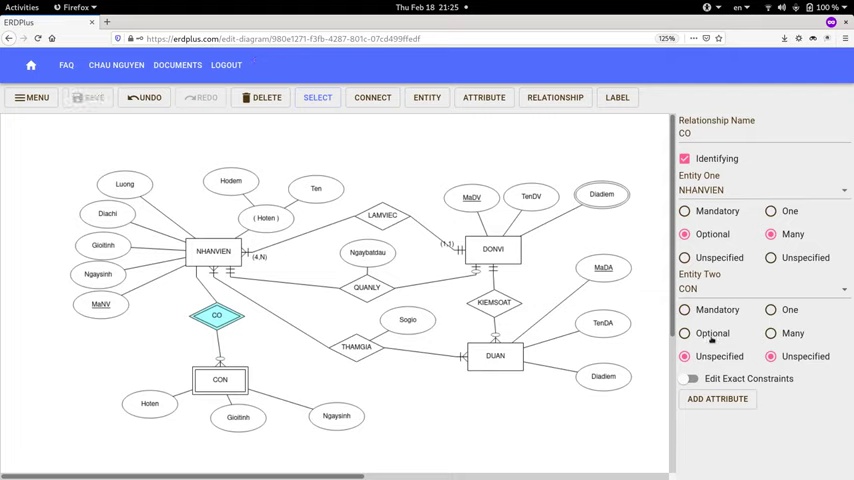 Activities
Firefox
Thu Feb 18 21:25
en
100 %
ERDPlus
https://erdplus.com/edit-diagram/980e1271-f3fb-4287-801c-07cd499ffedf
125%
FAQ
CHAU NGUYEN
DOCUMENTS
LOGOUT
MENU
SAVE
UNDO
REDO
DELETE
SELECT
CONNECT
ENTITY
ATTRIBUTE
RELATIONSHIP
LABEL
Relationship Name
CO
Identifying
Entity One
NHANVIEN
Mandatory
One
Optional
Many
Unspecified
Unspecified
Entity Two
CON
Mandatory
One
Optional
Many
Unspecified
Unspecified
Edit Exact Constraints
ADD ATTRIBUTE
Luong
Hodem
Ten
Diachi
( Hoten )
LAMVIEC
MaDV
TenDV
Diadiem
Gioitinh
NHANVIEN
(4,N)
(1,1)
DONVI
Ngaybatdau
Ngaysinh
MaDA
MaNV
QUANLY
KIEMSOAT
CO
Sogio
TenDA
THAMGIA
DUAN
CON
Diadiem
Hoten
Gioitinh
Ngaysinh